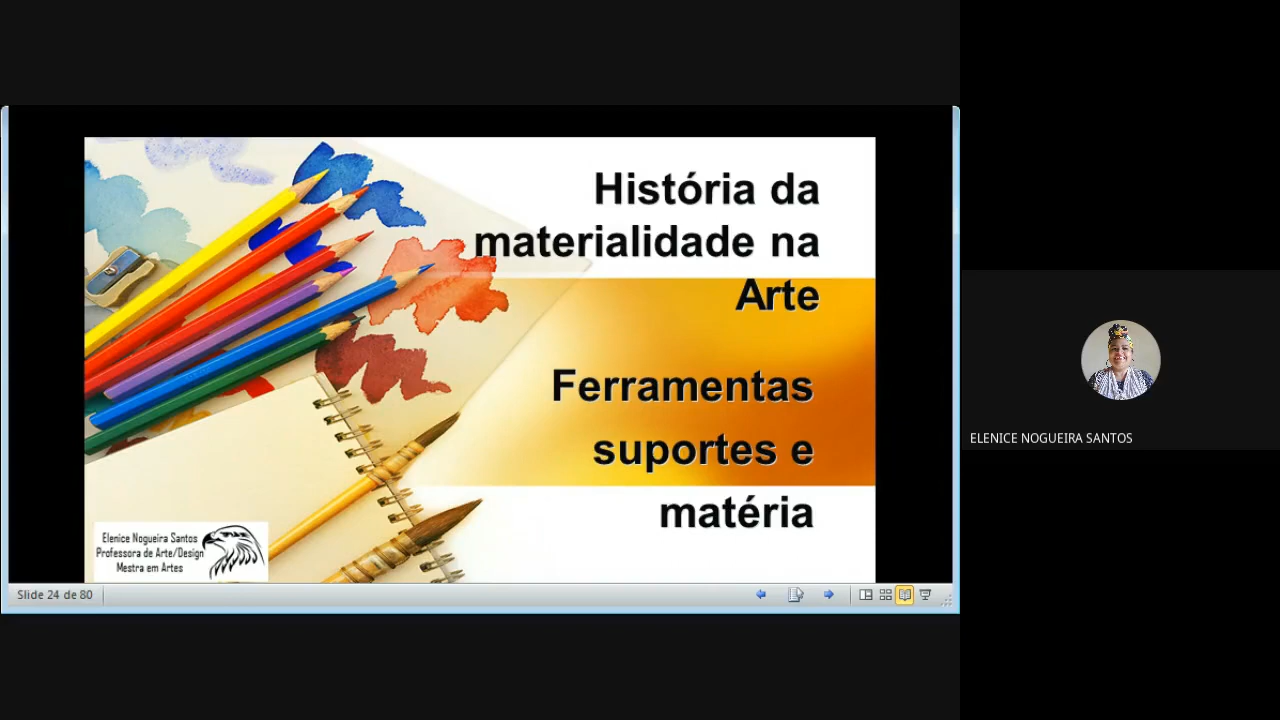 História da
materialidade na
Arte
Ferramentas
suportes e
matéria
Elenice Nogueira Santos
Professora de Arte/Design
Mestra em Artes
Slide 24 de 80
ELENICE NOGUEIRA SANTOS